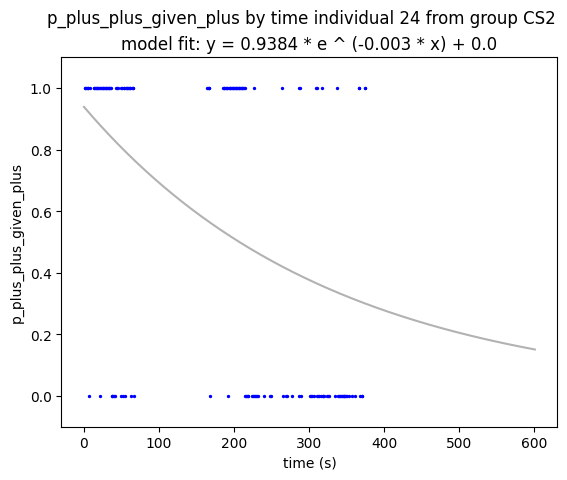 p_plus_plus_given_plus by time individual 24 from group CS2
model fit: y = 0.9384 * e ^ (-0.003 * x) + 0.0
p_plus_plus_given_plus
1.0
0.8
0.6
0.4
0.2
0.0
0 100 200 300 400 500 600
time (s)